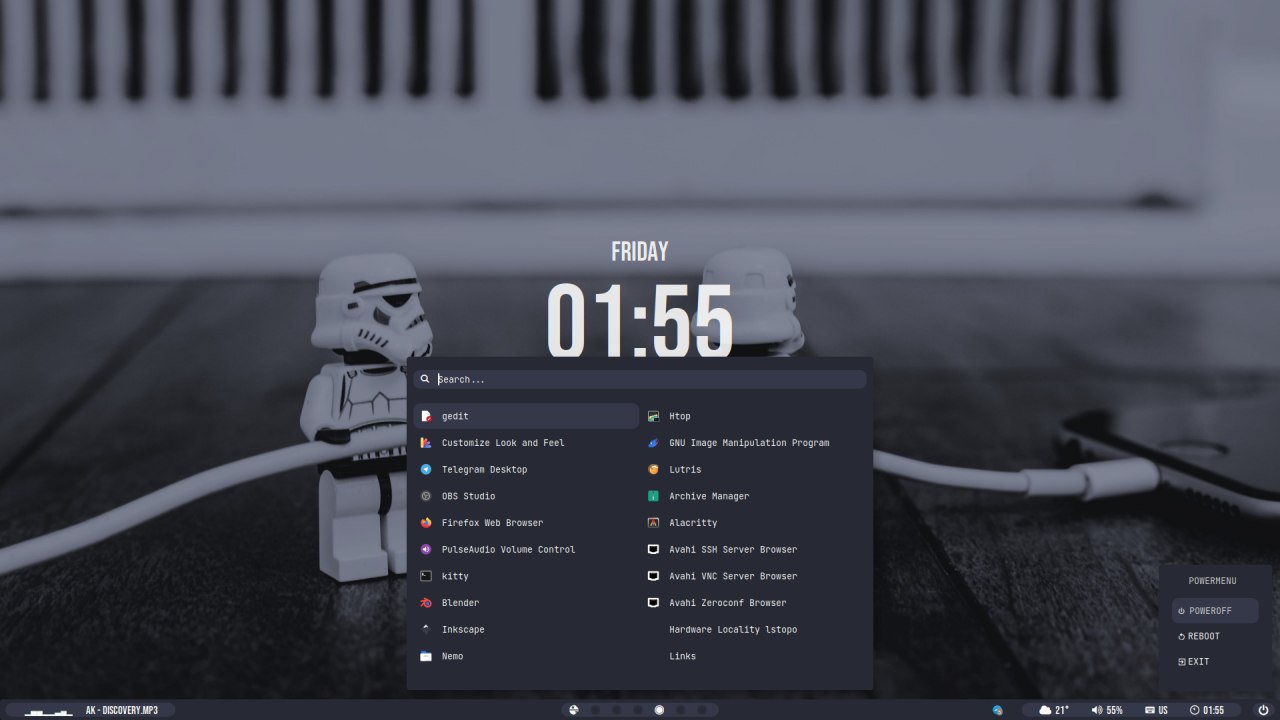 FRIDAY
01:55
Search...
gedit
Customize Look and Feel
Telegram Desktop
OBS Studio
Firefox Web Browser
PulseAudio Volume Control
kitty
Blender
Inkscape
Nemo
Htop
GNU Image Manipulation Program
Lutris
Archive Manager
Alacritty
Avahi SSH Server Browser
Avahi VNC Server Browser
Avahi Zeroconf Browser
Hardware Locality lstopo
Links
POWERMENU
POWEROFF
REBOOT
EXIT
AK - DISCOVERY.MP3
21° 55% US 01:55